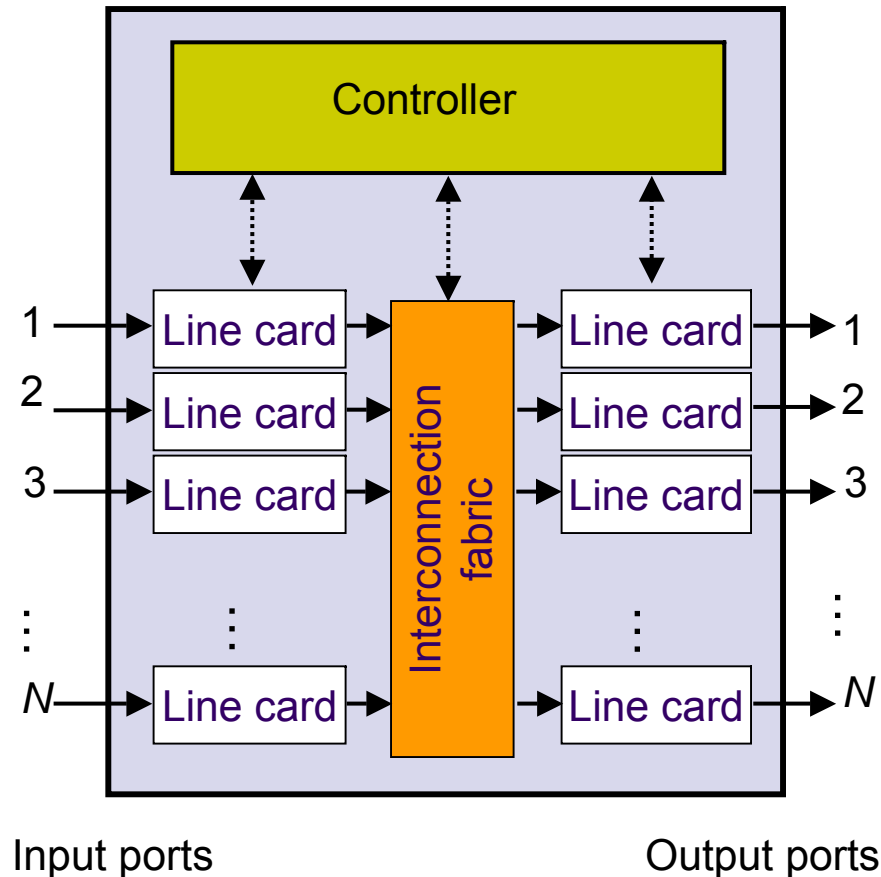 Controller
1 Line card Line card 1
2 Line card Line card 2
3 Line card Line card 3
Interconnection
fabric
⋮ ⋮ ⋮ ⋮
N Line card Line card N
Input ports Output ports